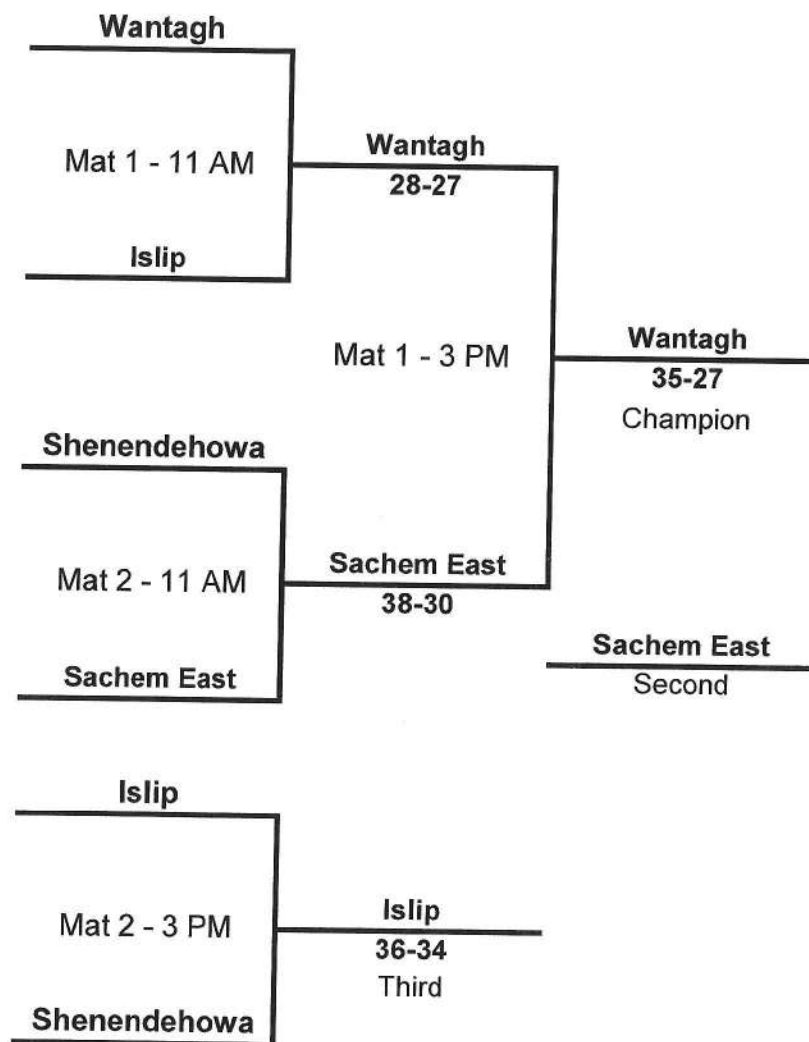 Wantagh
Mat 1 - 11 AM
Islip
Wantagh
28-27
Mat 1 - 3 PM
Wantagh
35-27
Champion
Shenendehowa
Mat 2 - 11 AM
Sachem East
Sachem East
38-30
Sachem East
Second
Islip
Mat 2 - 3 PM
Shenendehowa
Islip
36-34
Third